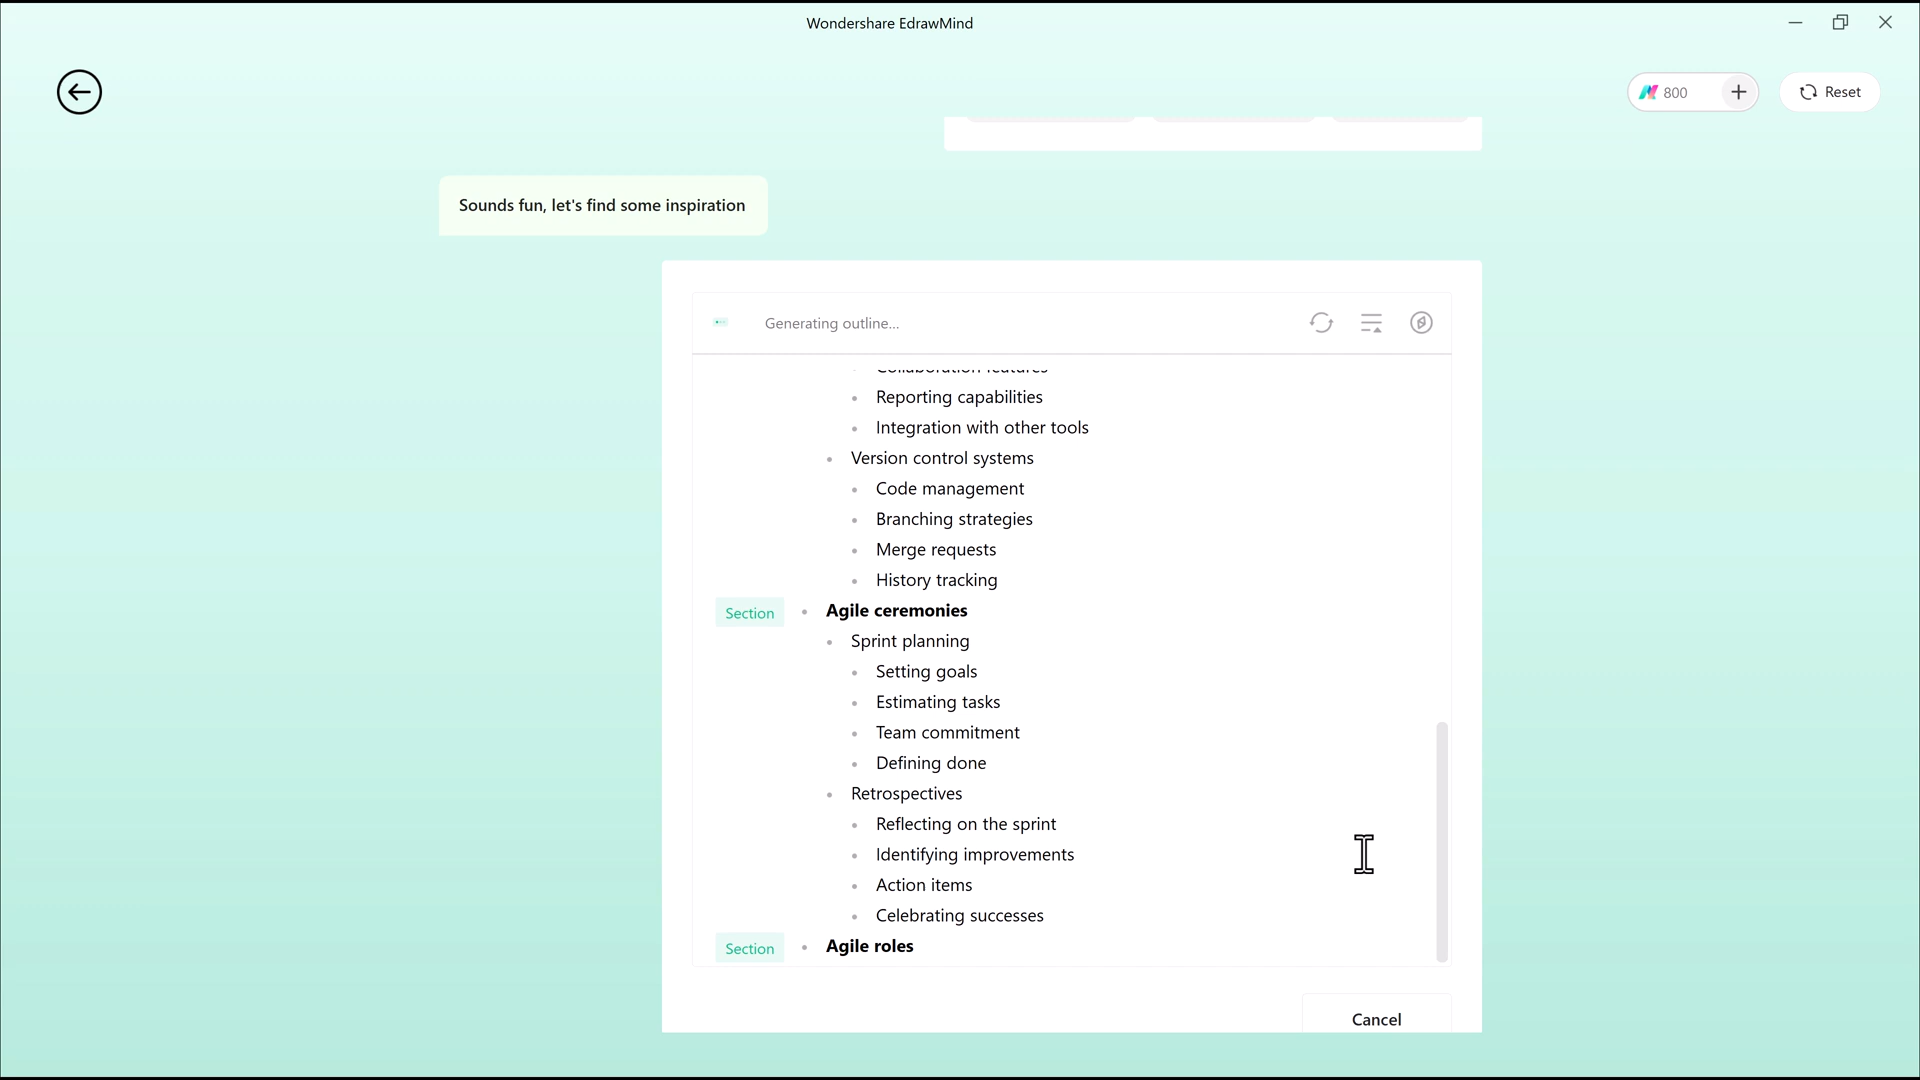 Wondershare EdrawMind
800
Reset
Sounds fun, let's find some inspiration
Generating outline...
Collaboration features
Reporting capabilities
Integration with other tools
Version control systems
Code management
Branching strategies
Merge requests
History tracking
Section Agile ceremonies
Sprint planning
Setting goals
Estimating tasks
Team commitment
Defining done
Retrospectives
Reflecting on the sprint
Identifying improvements
Action items
Celebrating successes
Section Agile roles
Cancel